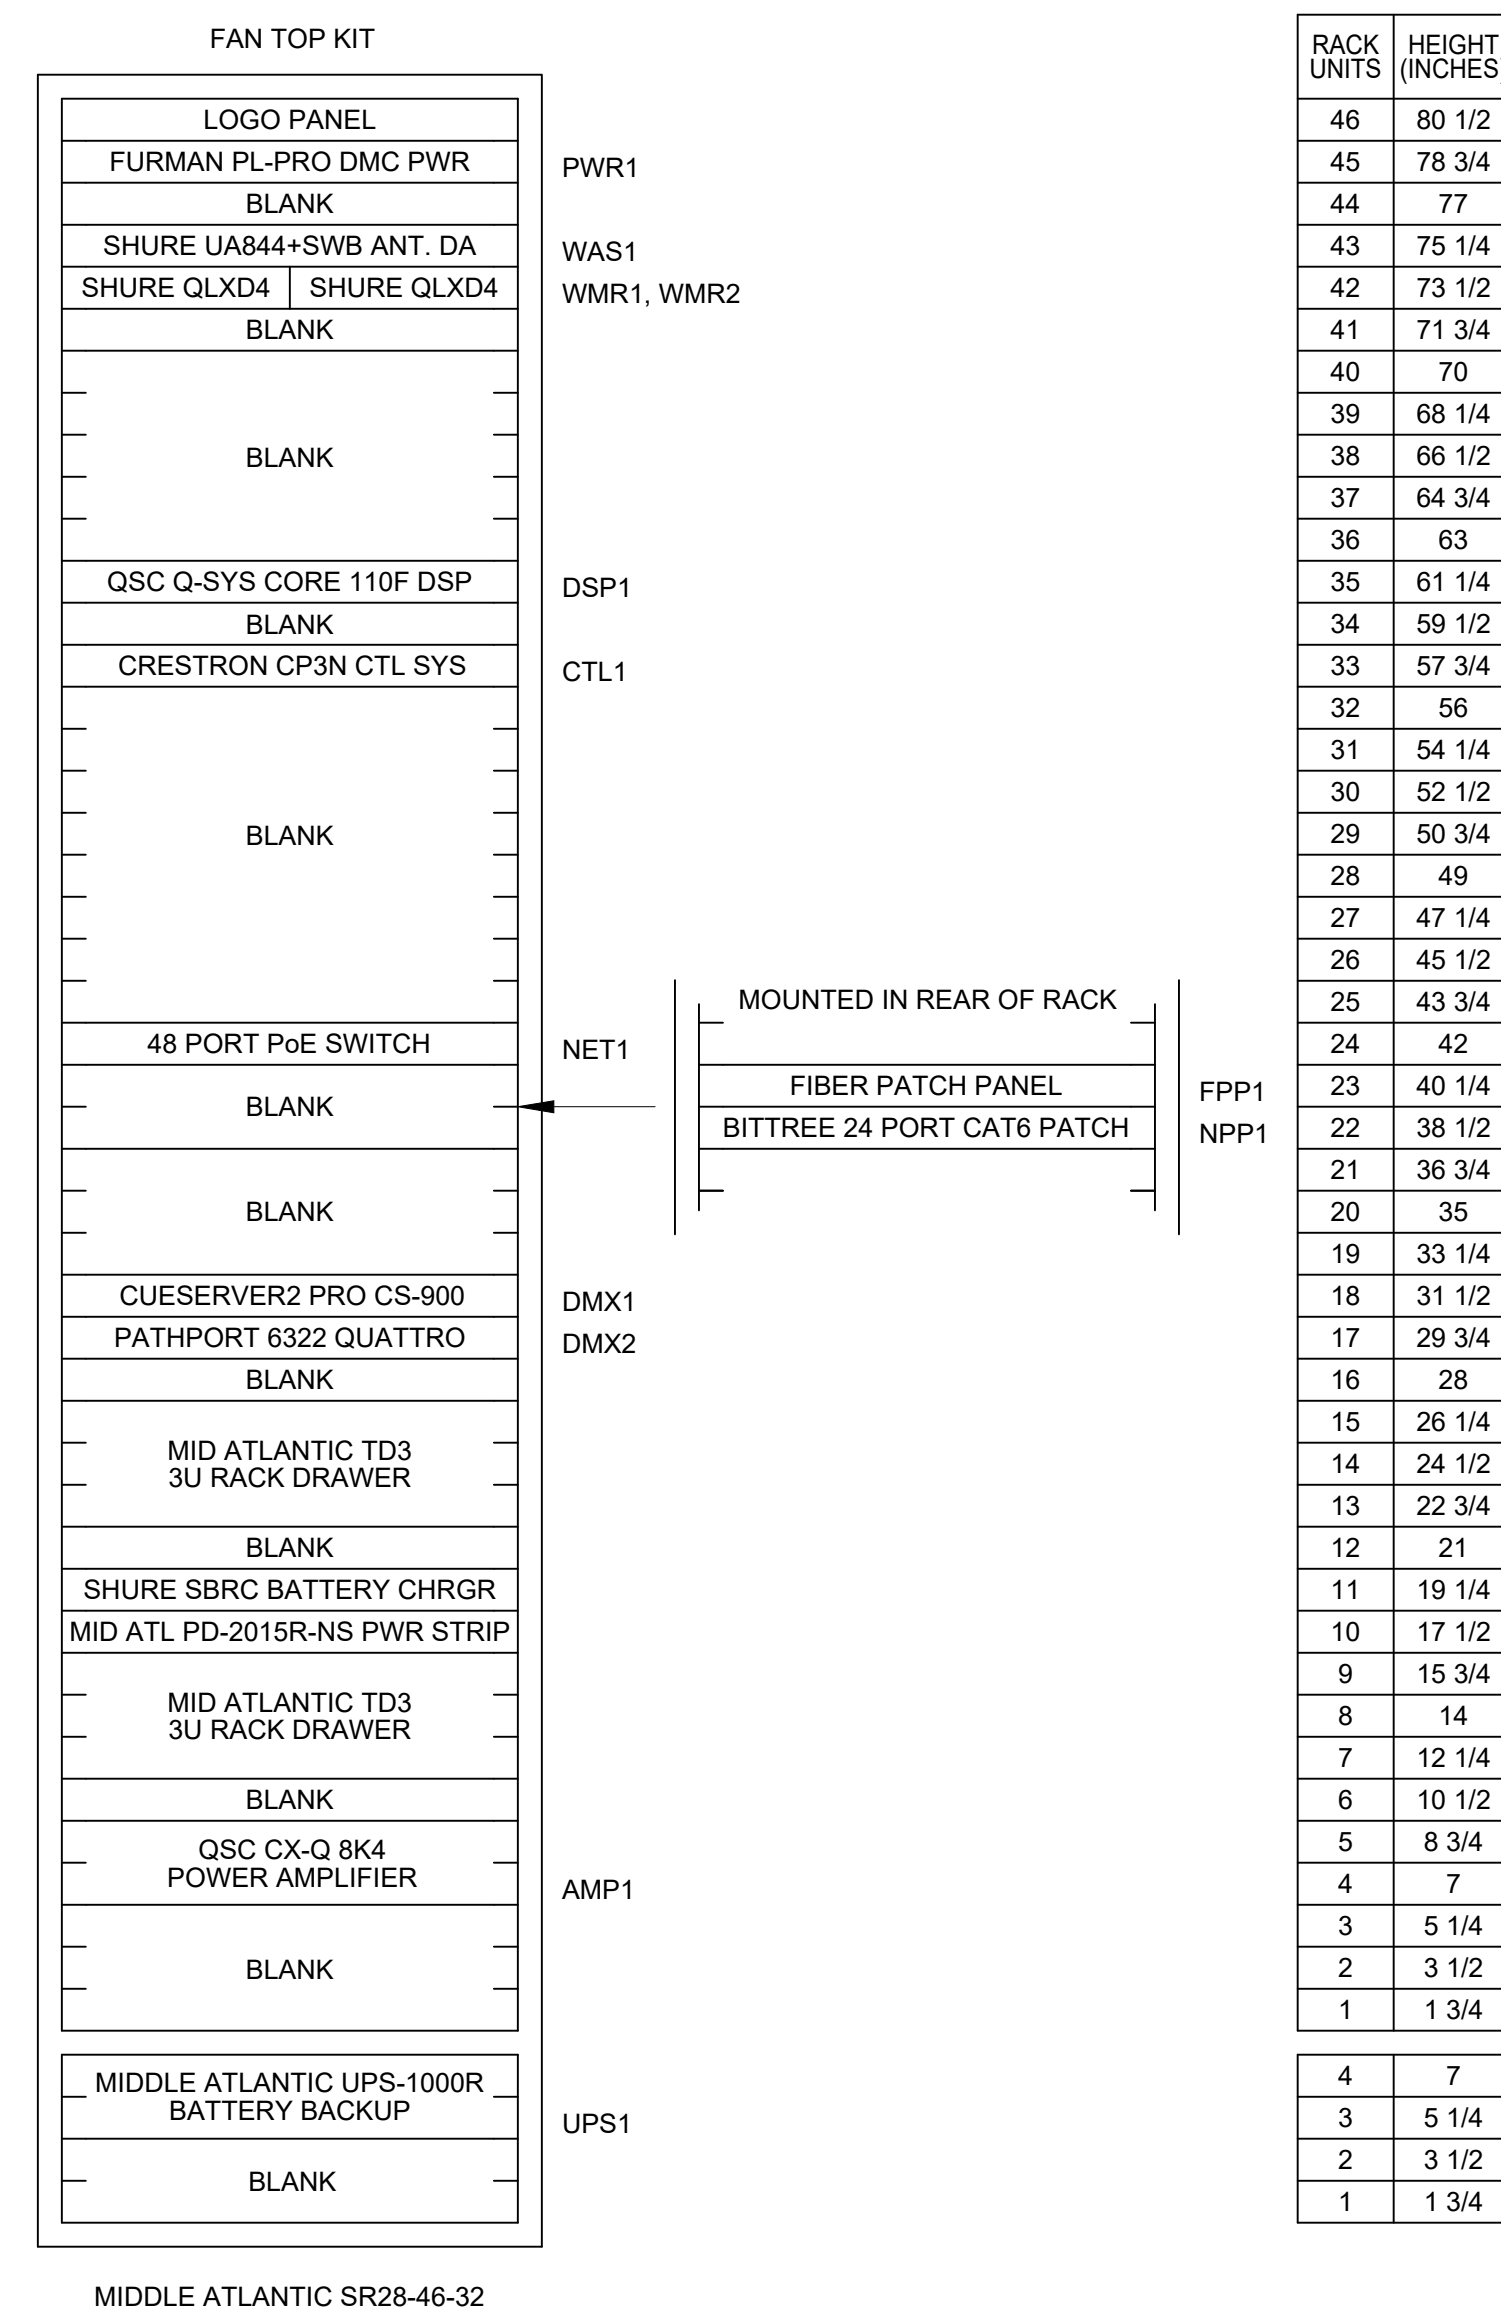 FAN TOP KIT
RACK UNITS HEIGHT (INCHES)
LOGO PANEL 46 80 1/2
FURMAN PL-PRO DMC PWR PWR1 45 78 3/4
BLANK 44 77
SHURE UA844+SWB ANT. DA WAS1 43 75 1/4
SHURE QLXD4 SHURE QLXD4 WMR1, WMR2 42 73 1/2
BLANK 41 71 3/4
40 70
39 68 1/4
BLANK 38 66 1/2
37 64 3/4
36 63
QSC Q-SYS CORE 110F DSP DSP1 35 61 1/4
BLANK 34 59 1/2
CRESTRON CP3N CTL SYS CTL1 33 57 3/4
32 56
31 54 1/4
30 52 1/2
BLANK 29 50 3/4
28 49
27 47 1/4
26 45 1/2
MOUNTED IN REAR OF RACK 25 43 3/4
48 PORT PoE SWITCH NET1 24 42
BLANK FIBER PATCH PANEL FPP1 23 40 1/4
BITTREE 24 PORT CAT6 PATCH NPP1 22 38 1/2
21 36 3/4
BLANK 20 35
19 33 1/4
CUESERVER2 PRO CS-900 DMX1 18 31 1/2
PATHPORT 6322 QUATTRO DMX2 17 29 3/4
BLANK 16 28
15 26 1/4
MID ATLANTIC TD3
3U RACK DRAWER 14 24 1/2
13 22 3/4
BLANK 12 21
SHURE SBRC BATTERY CHRGR 11 19 1/4
MID ATL PD-2015R-NS PWR STRIP 10 17 1/2
9 15 3/4
MID ATLANTIC TD3
3U RACK DRAWER 8 14
7 12 1/4
BLANK 6 10 1/2
QSC CX-Q 8K4 5 8 3/4
POWER AMPLIFIER AMP1 4 7
3 5 1/4
BLANK 2 3 1/2
1 1 3/4
MIDDLE ATLANTIC UPS-1000R 4 7
BATTERY BACKUP UPS1 3 5 1/4
BLANK 2 3 1/2
1 1 3/4
MIDDLE ATLANTIC SR28-46-32